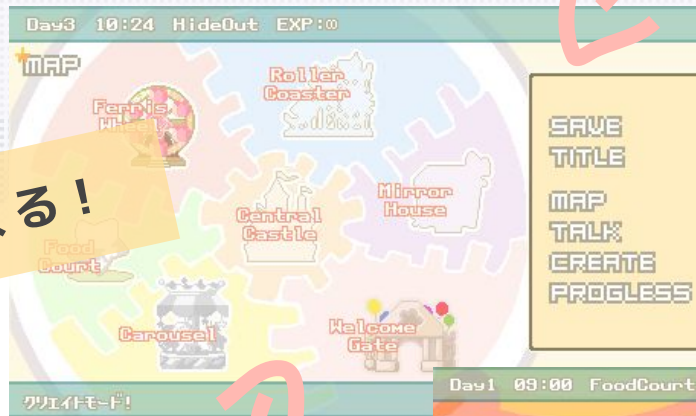 Day3 10:24 HideOut EXP:∞
MAP
Roller
Coaster
Ferris
Wheel
Mirror
House
Central
Castle
Food
Court
Carousel
Welcome
Gate
クリエイトモード!
SAVE
TITLE
MAP
TALK
CREATE
PROGLESS
る!
Day1 09:00 FoodCourt